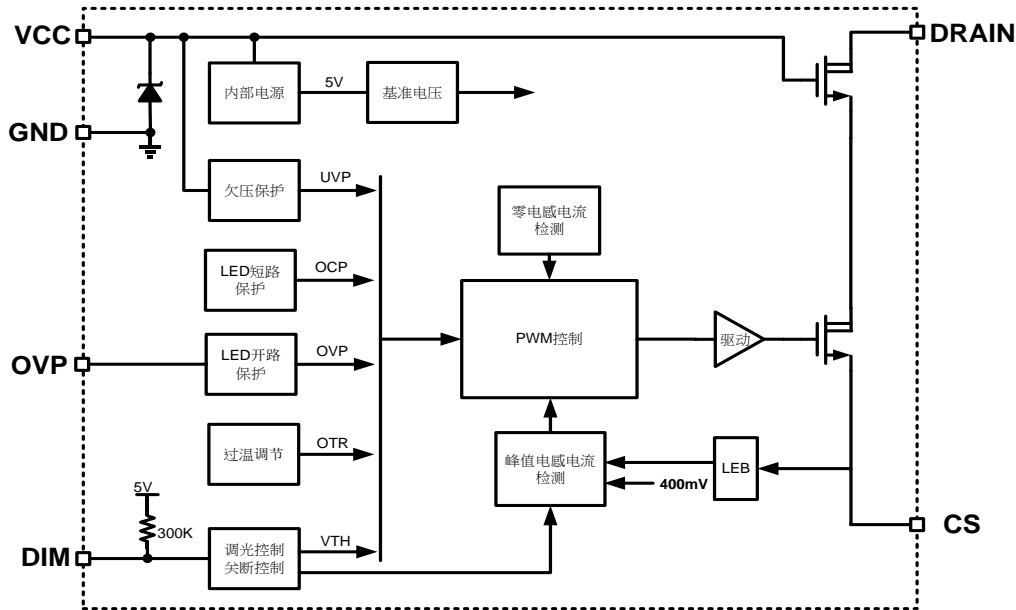 VCC
DRAIN
内部电源
5V
基准电压
GND
欠压保护
UVP
零电感电流
检测
LED短路
保护
OCP
PWM控制
驱动
OVP
LED开路
保护
OVP
过温调节
OTR
峰值电感电流
检测
LEB
400mV
5V
300K
DIM
调光控制
关断控制
VTH
CS